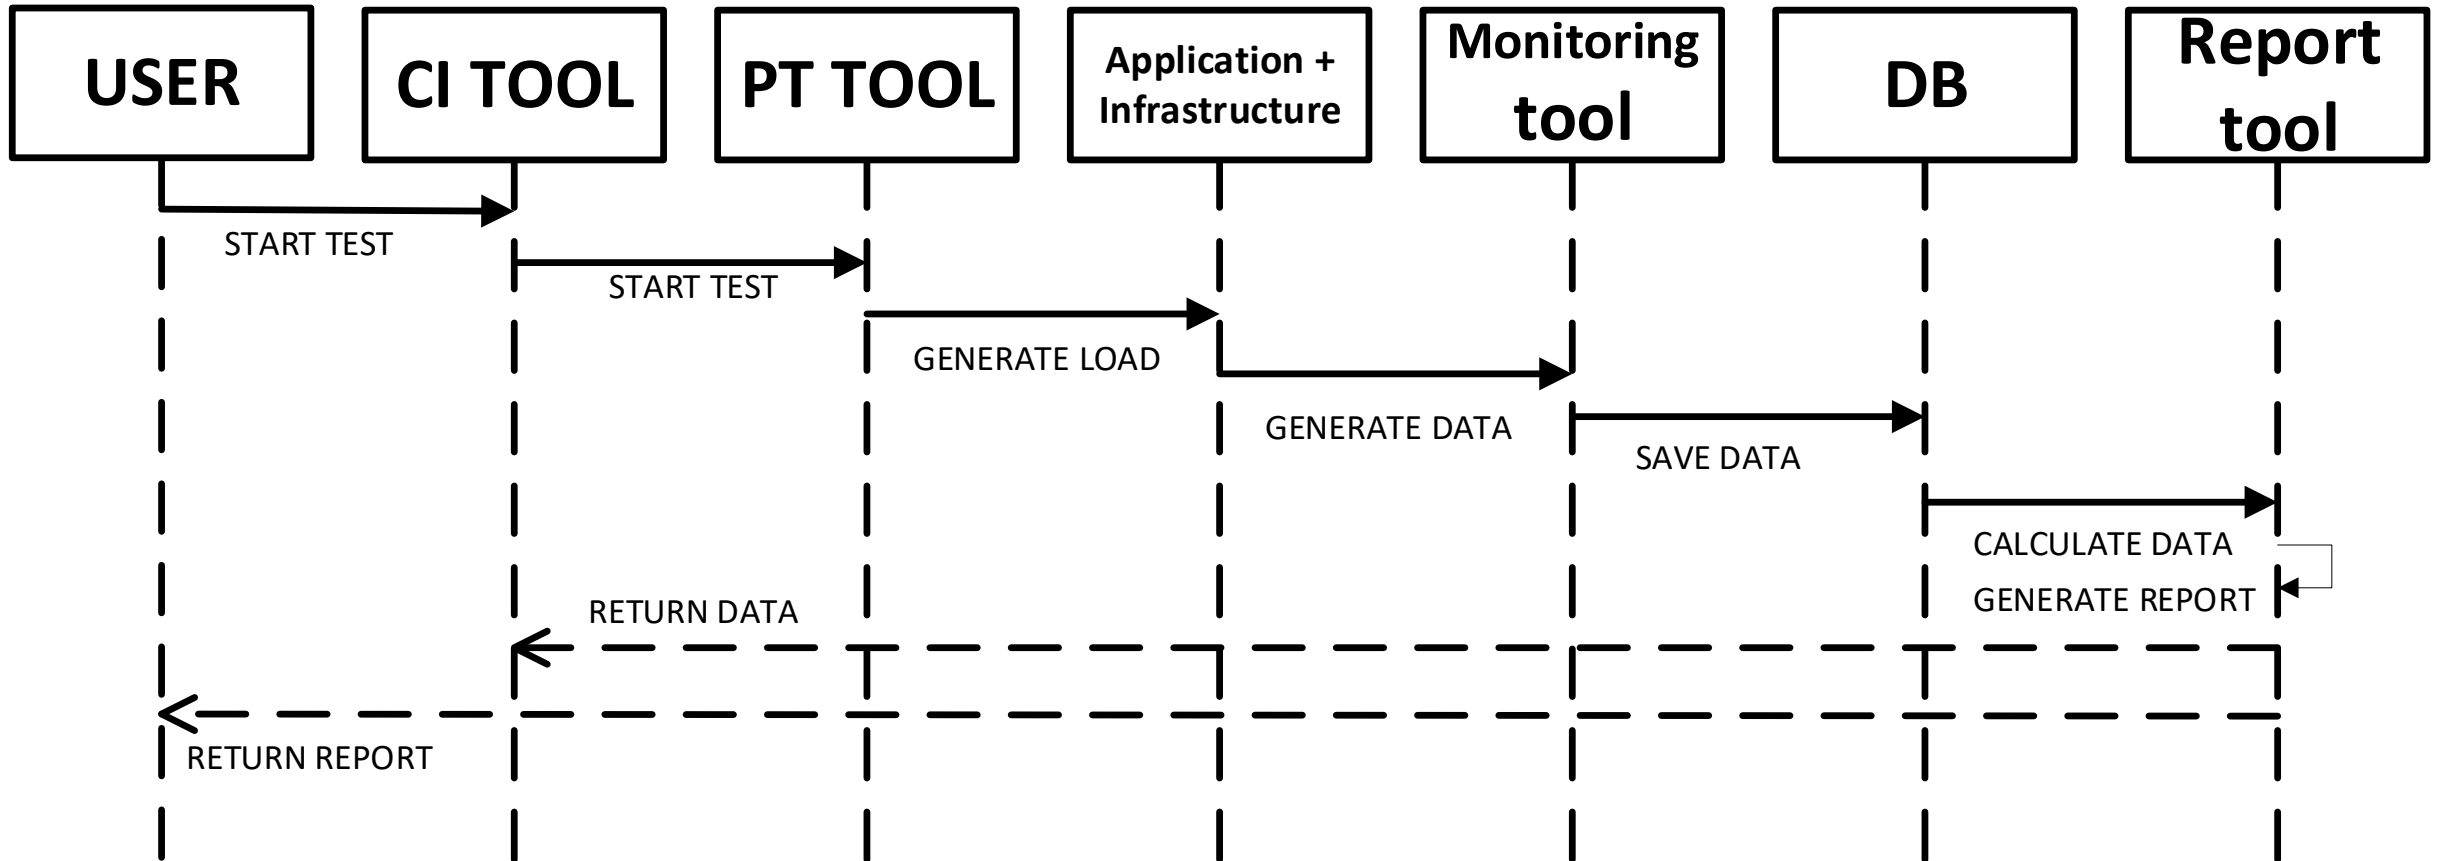 USER
CI TOOL
PT TOOL
Application +
Infrastructure
Monitoring
tool
DB
Report
tool
START TEST
START TEST
GENERATE LOAD
GENERATE DATA
SAVE DATA
CALCULATE DATA
GENERATE REPORT
RETURN DATA
RETURN REPORT